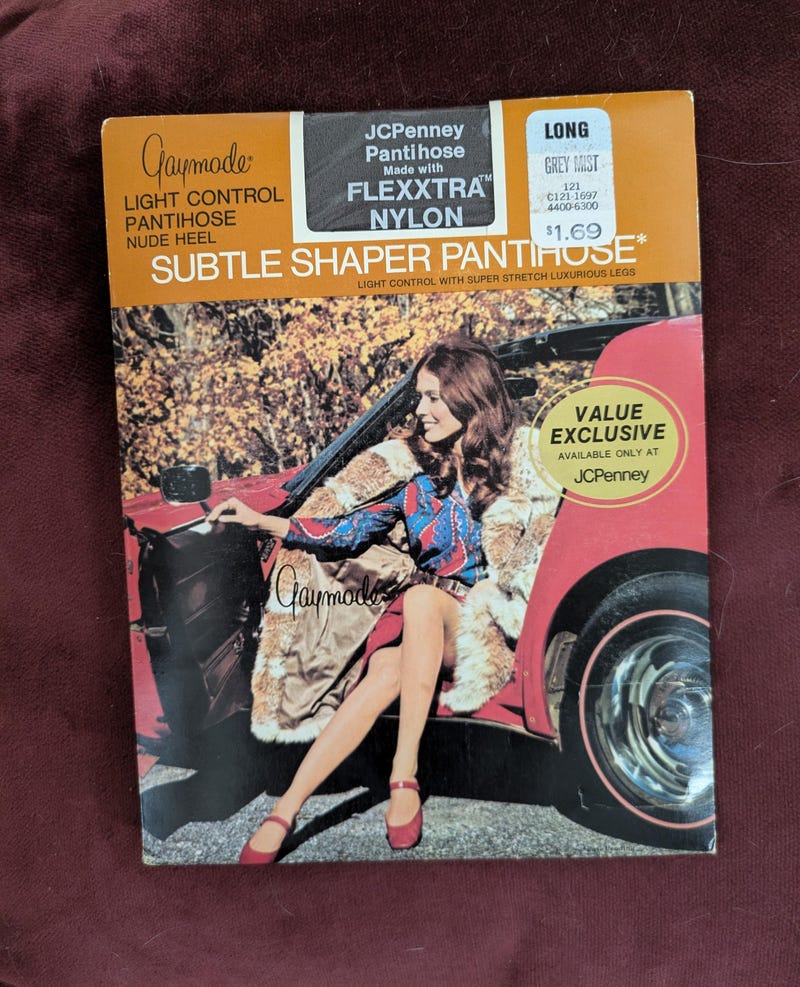 Gaymode®
LIGHT CONTROL
PANTIHOSE
NUDE HEEL
JCPenney
Pantihose
Made with
FLEXXTRA™
NYLON
LONG
GREY MIST
121
C121-1697
4400-6300
$1.69
SUBTLE SHAPER PANTIHOSE*
LIGHT CONTROL WITH SUPER STRETCH LUXURIOUS LEGS
VALUE
EXCLUSIVE
AVAILABLE ONLY AT
JCPenney
Gaymode